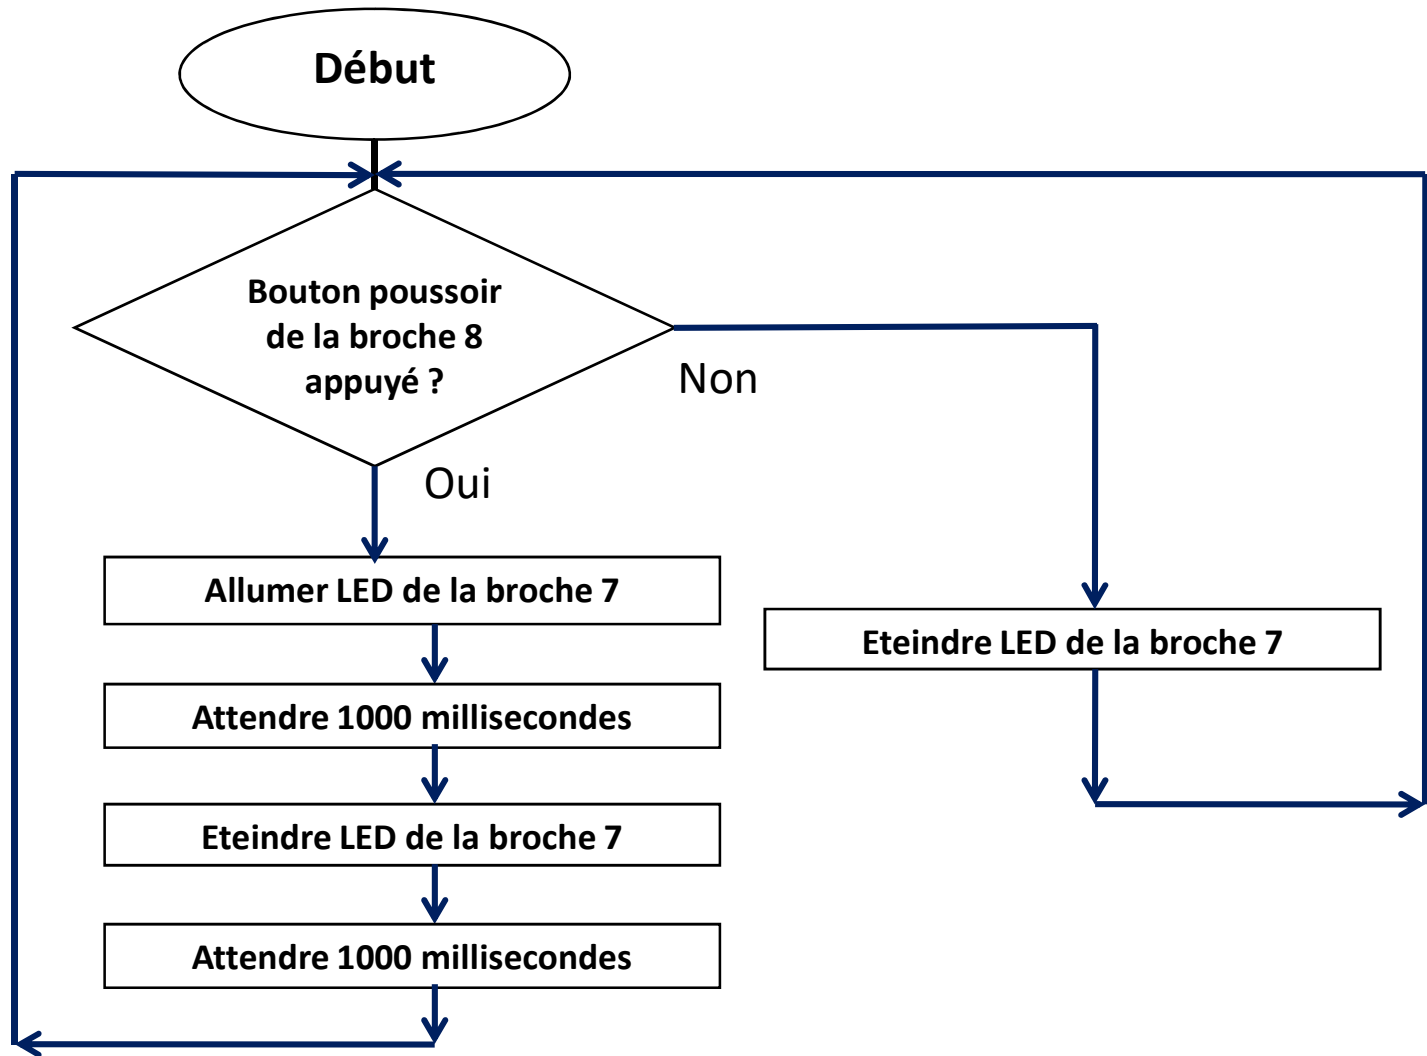 Début
Bouton poussoir
de la broche 8
appuyé ?
Non
Oui
Allumer LED de la broche 7
Attendre 1000 millisecondes
Eteindre LED de la broche 7
Attendre 1000 millisecondes
Eteindre LED de la broche 7